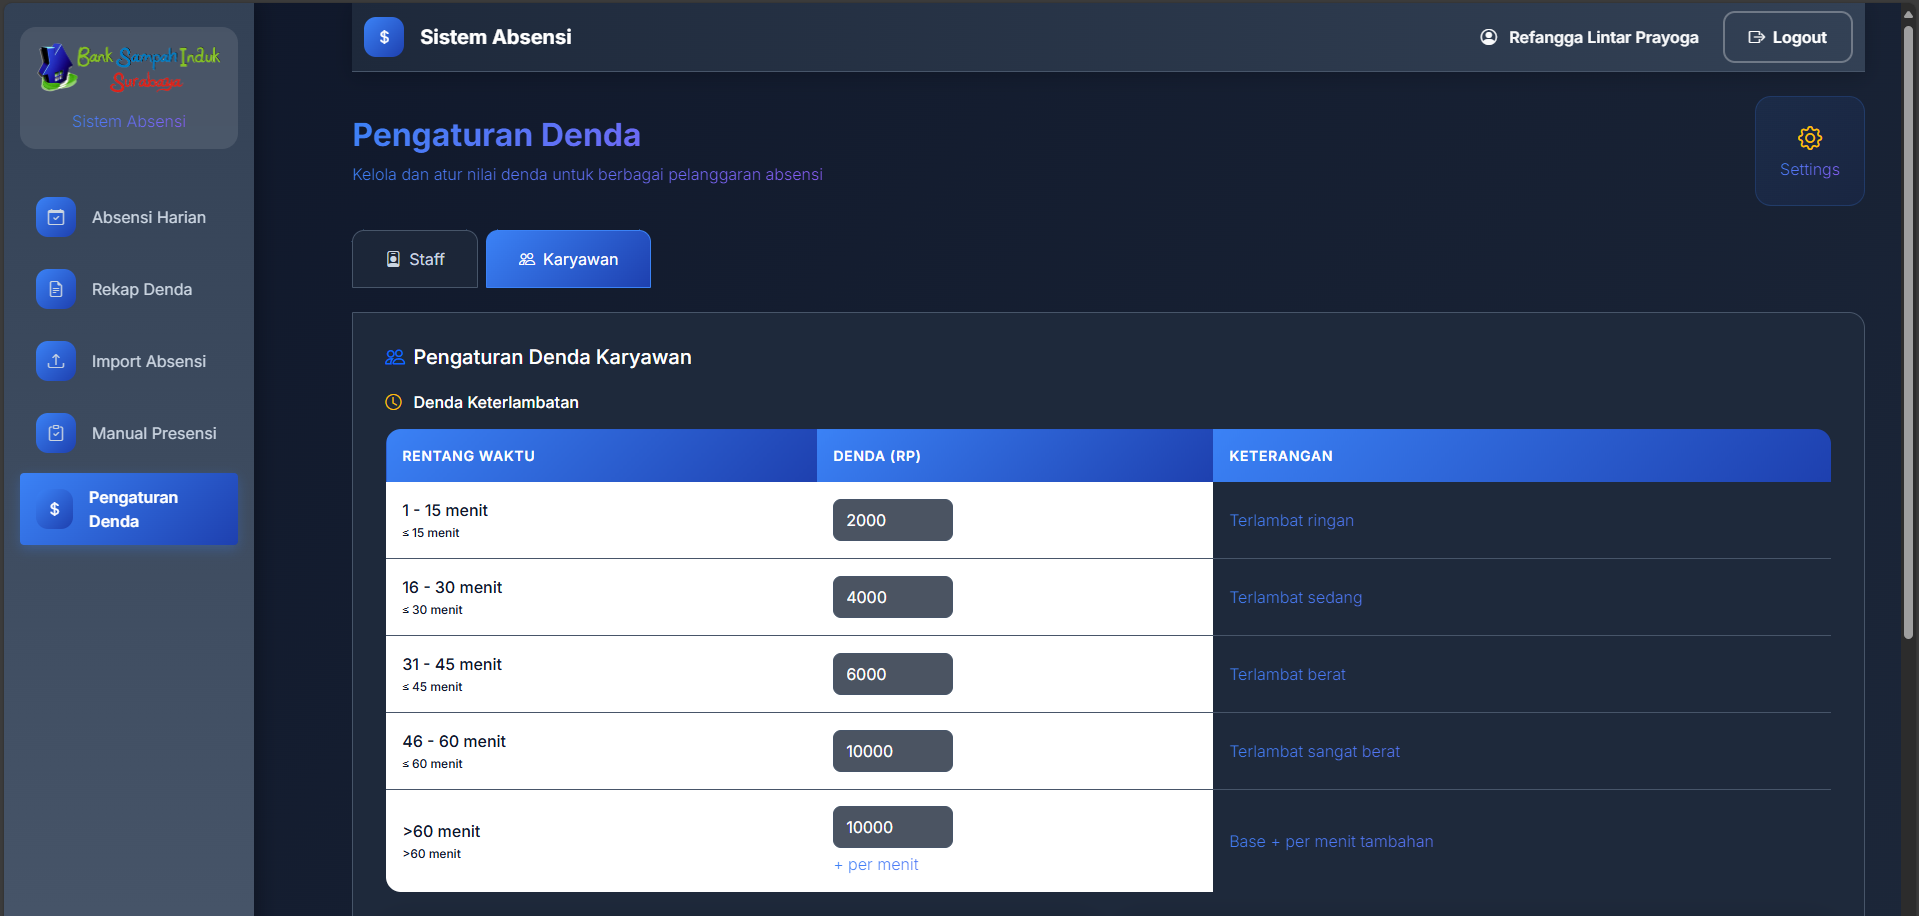 Bank Sampah Induk
Surabaya
Sistem Absensi
Absensi Harian
Rekap Denda
Import Absensi
Manual Presensi
$ Pengaturan
Denda
$ Sistem Absensi
Refangga Lintar Prayoga
Logout
Pengaturan Denda
Kelola dan atur nilai denda untuk berbagai pelanggaran absensi
Settings
Staff
Karyawan
Pengaturan Denda Karyawan
Denda Keterlambatan
RENTANG WAKTU DENDA (RP) KETERANGAN
1 - 15 menit
≤ 15 menit
2000
Terlambat ringan
16 - 30 menit
≤ 30 menit
4000
Terlambat sedang
31 - 45 menit
≤ 45 menit
6000
Terlambat berat
46 - 60 menit
≤ 60 menit
10000
Terlambat sangat berat
>60 menit
>60 menit
10000
+ per menit
Base + per menit tambahan